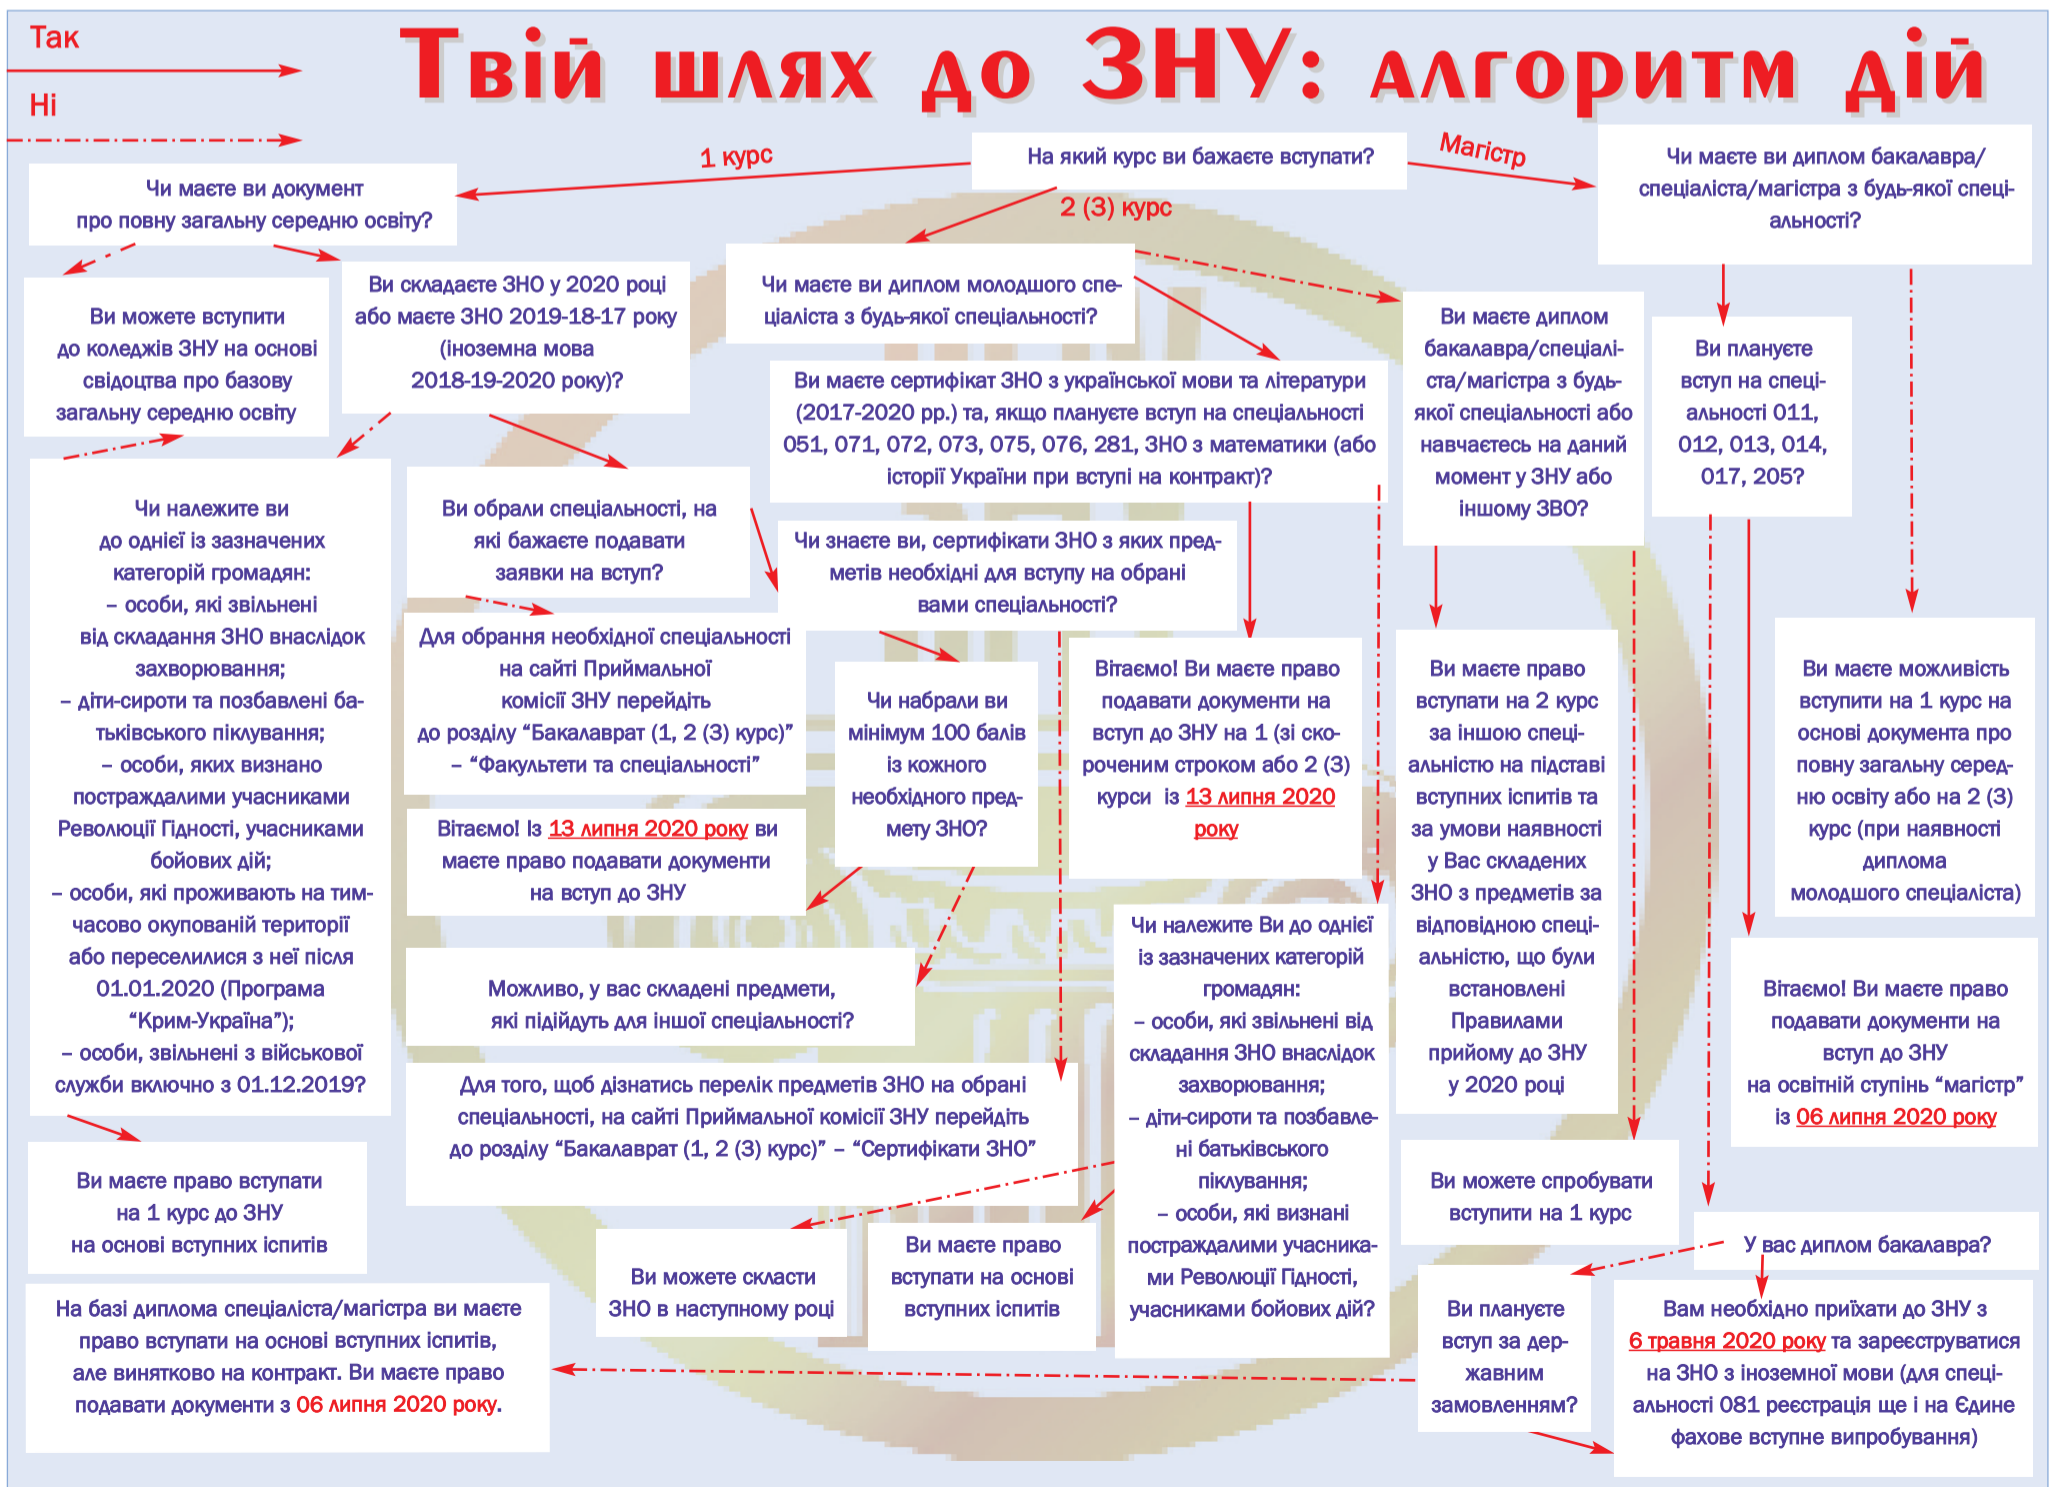 Так
Ні
Твій шлях до ЗНУ: алгоритм дій
1 курс
2 (3) курс
Магістр
На який курс ви бажаєте вступати?
Чи маєте ви документ
про повну загальну середню освіту?
Ви можете вступити
до коледжів ЗНУ на основі
свідоцтва про базову
загальну середню освіту
Ви складаєте ЗНО у 2020 році
або маєте ЗНО 2019-18-17 року
(іноземна мова
2018-19-2020 року)?
Чи належите ви
до однієї із зазначених
категорій громадян:
– особи, які звільнені
від складання ЗНО внаслідок
захворювання;
– діти-сироти та позбавлені ба-
тьківського піклування;
– особи, яких визнано
постраждалими учасниками
Революції Гідності, учасниками
бойових дій;
– особи, які проживають на тим-
часово окупованій території
або переселилися з неї після
01.01.2020 (Програма
“Крим-Україна”);
– особи, звільнені з військової
служби включно з 01.12.2019?
Ви маєте право вступати
на 1 курс до ЗНУ
на основі вступних іспитів
На базі диплома спеціаліста/магістра ви маєте
право вступати на основі вступних іспитів,
але винятково на контракт. Ви маєте право
подавати документи з 06 липня 2020 року.
Ви обрали спеціальності, на
які бажаєте подавати
заявки на вступ?
Для обрання необхідної спеціальності
на сайті Приймальної
комісії ЗНУ перейдіть
до розділу “Бакалаврат (1, 2 (3) курс)”
– “Факультети та спеціальності”
Вітаємо! Із 13 липня 2020 року ви
маєте право подавати документи
на вступ до ЗНУ
Можливо, у вас складені предмети,
які підійдуть для іншої спеціальності?
Для того, щоб дізнатись перелік предметів ЗНО на обрані
спеціальності, на сайті Приймальної комісії ЗНУ перейдіть
до розділу “Бакалаврат (1, 2 (3) курс)” – “Сертифікати ЗНО”
Чи маєте ви диплом молодшого спе-
ціаліста з будь-якої спеціальності?
Ви маєте сертифікат ЗНО з української мови та літератури
(2017-2020 рр.) та, якщо плануєте вступ на спеціальності
051, 071, 072, 073, 075, 076, 281, ЗНО з математики (або
історії України при вступі на контракт)?
Чи знаєте ви, сертифікати ЗНО з яких пред-
метів необхідні для вступу на обрані
вами спеціальності?
Чи набрали ви
мінімум 100 балів
із кожного
необхідного пред-
мету ЗНО?
Вітаємо! Ви маєте право
подавати документи на
вступ до ЗНУ на 1 (зі ско-
роченим строком або 2 (3)
курси із 13 липня 2020
року
Чи належите Ви до однієї
із зазначених категорій
громадян:
– особи, які звільнені від
складання ЗНО внаслідок
захворювання;
– діти-сироти та позбавле-
ні батьківського
піклування;
– особи, які визнані
постраждалими учасника-
ми Революції Гідності,
учасниками бойових дій?
Ви можете скласти
ЗНО в наступному році
Ви маєте право
вступати на основі
вступних іспитів
Ви маєте диплом
бакалавра/спеціалі-
ста/магістра з будь-
якої спеціальності або
навчаєтесь на даний
момент у ЗНУ або
іншому ЗВО?
Ви маєте право
вступати на 2 курс
за іншою спеці-
альністю на підставі
вступних іспитів та
за умови наявності
у Вас складених
ЗНО з предметів за
відповідною спеці-
альністю, що були
встановлені
Правилами
прийому до ЗНУ
у 2020 році
Ви можете спробувати
вступити на 1 курс
Чи маєте ви диплом бакалавра/
спеціаліста/магістра з будь-якої спеці-
альності?
Ви плануєте
вступ на спеці-
альності 011,
012, 013, 014,
017, 205?
Ви маєте можливість
вступити на 1 курс на
основі документа про
повну загальну серед-
ню освіту або на 2 (3)
курс (при наявності
диплома
молодшого спеціаліста)
Вітаємо! Ви маєте право
подавати документи на
вступ до ЗНУ
на освітній ступінь “магістр”
із 06 липня 2020 року
У вас диплом бакалавра?
Ви плануєте
вступ за дер-
жавним
замовленням?
Вам необхідно приїхати до ЗНУ з
6 травня 2020 року та зареєструватися
на ЗНО з іноземної мови (для спеці-
альності 081 реєстрація ще і на Єдине
фахове вступне випробування)